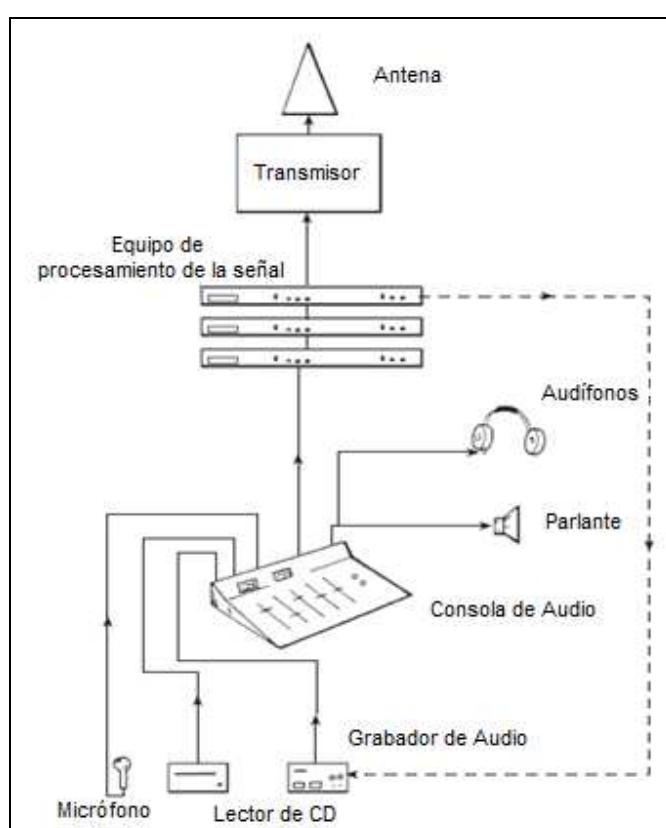 Antena
Transmisor
Equipo de
procesamiento de la señal
Audífonos
Parlante
Consola de Audio
Grabador de Audio
Micrófono
Lector de CD